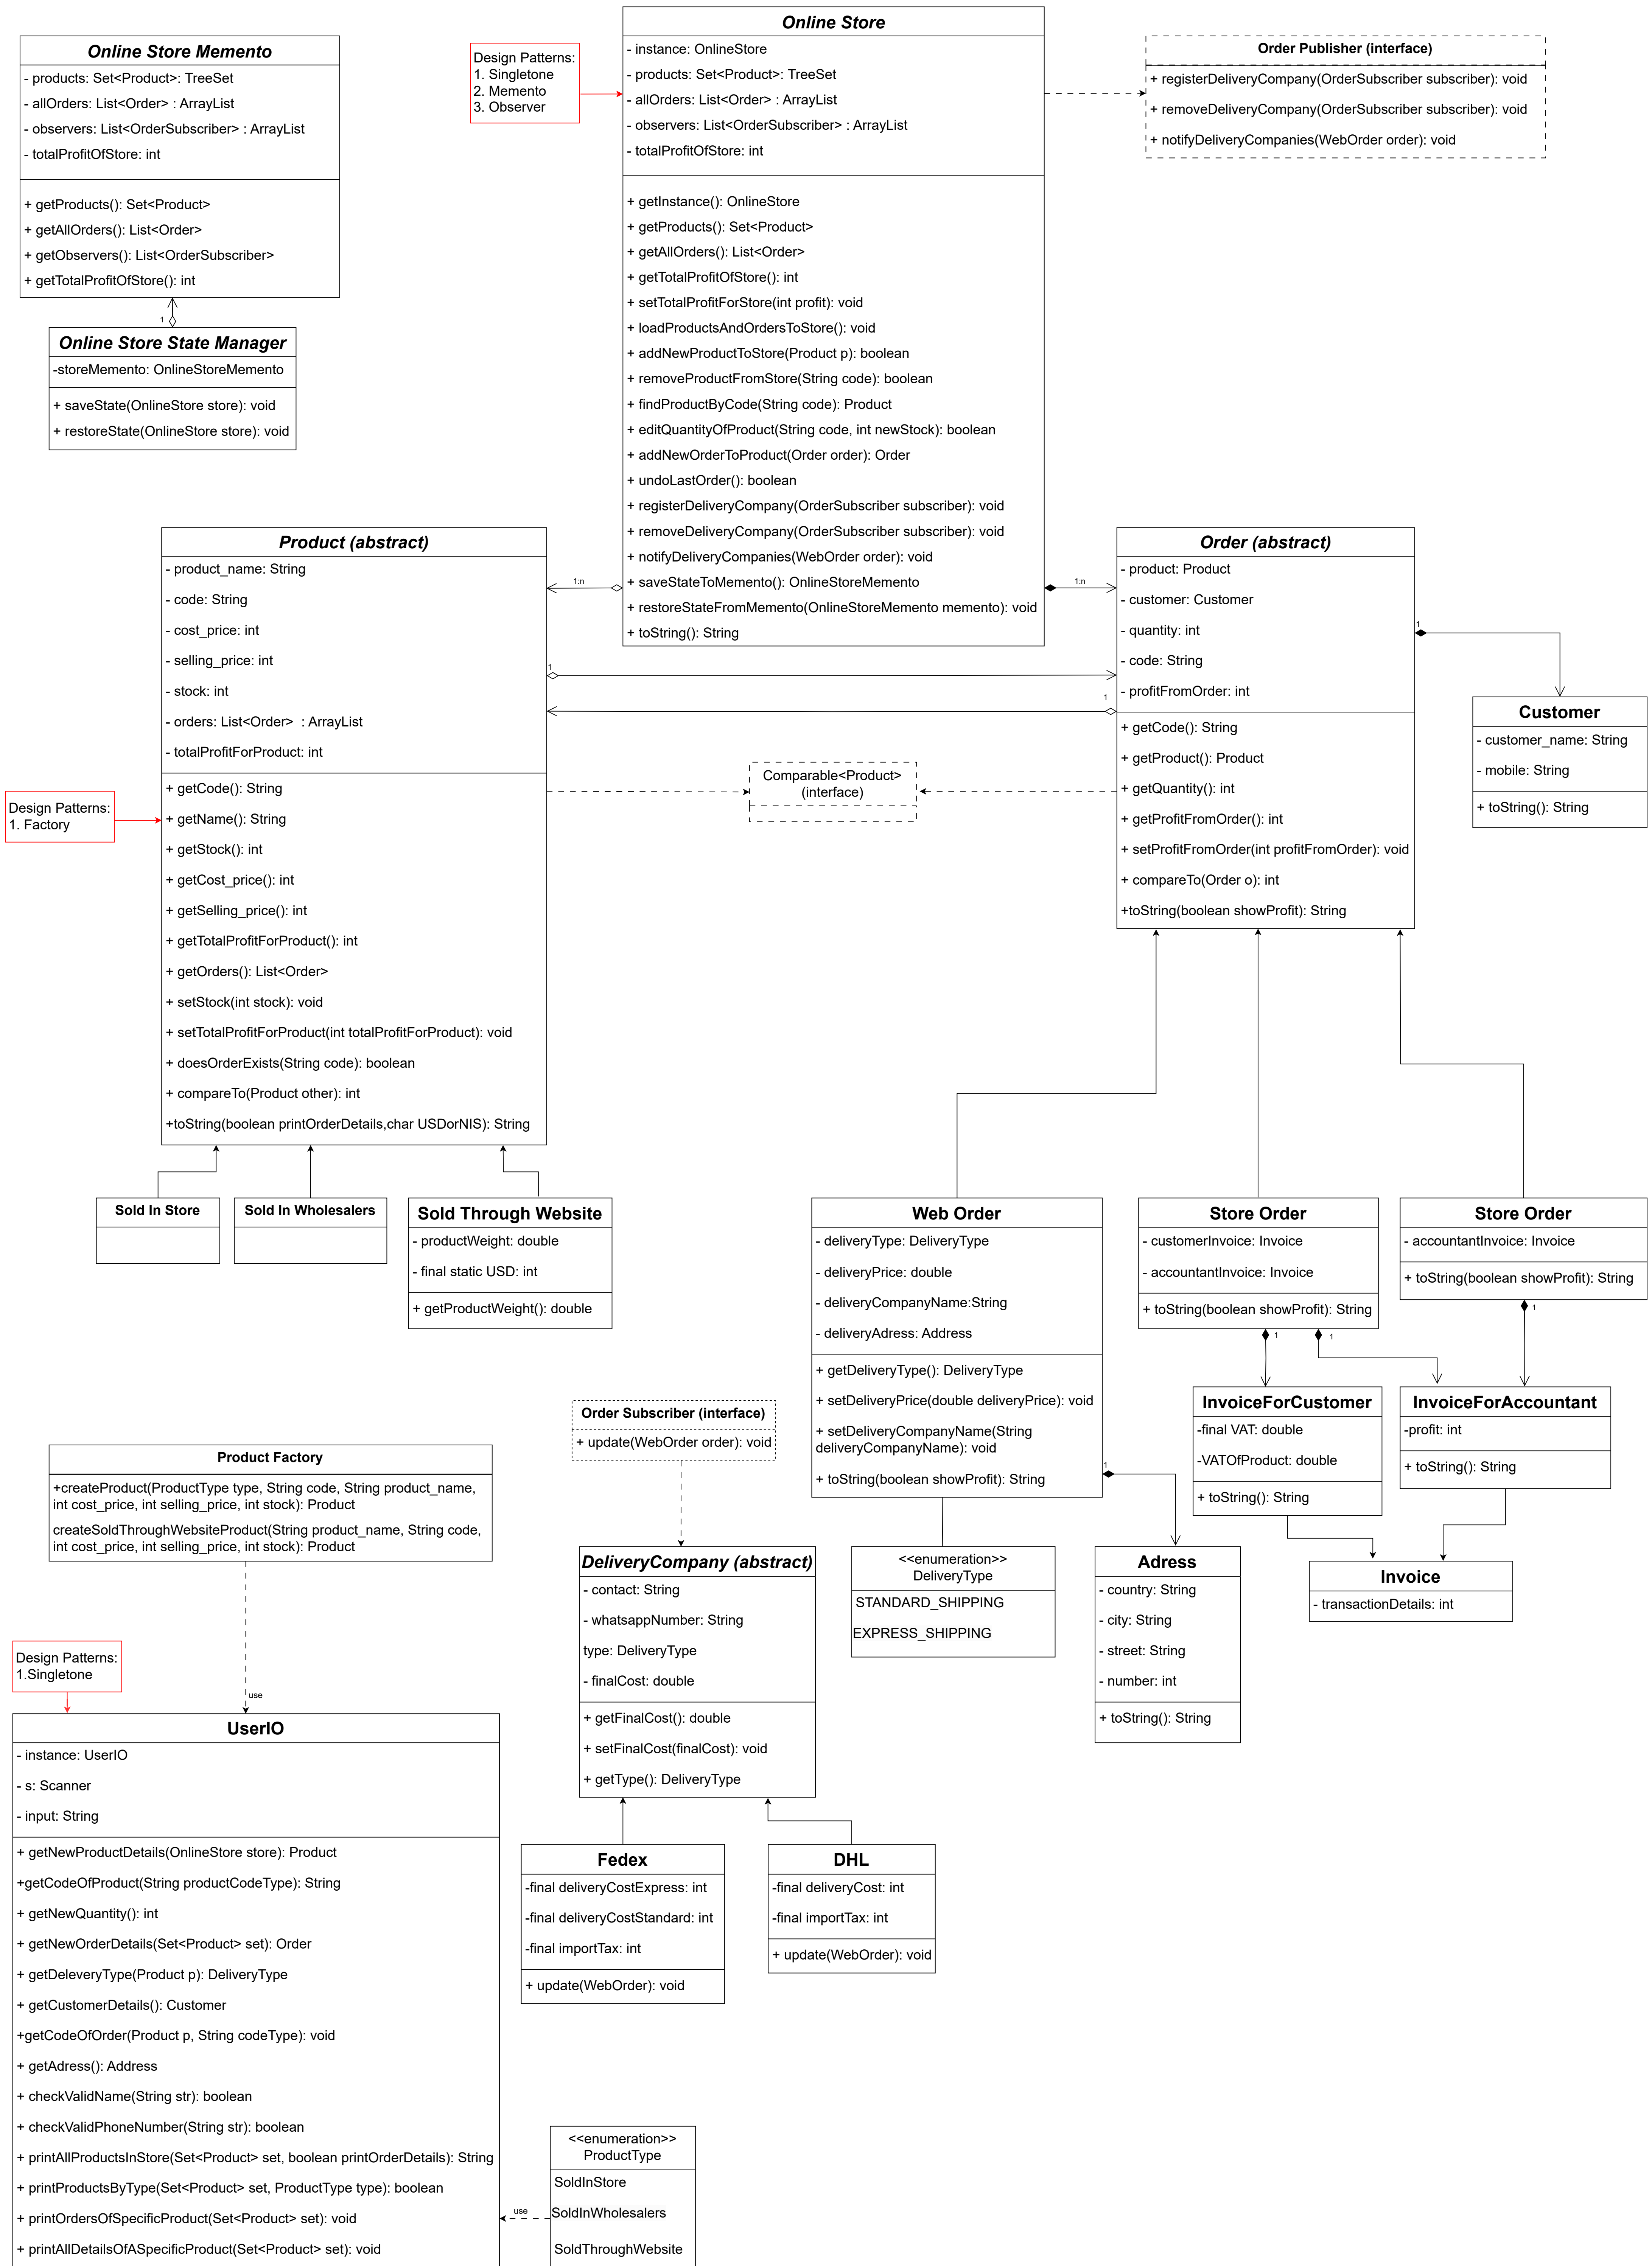 Online Store Memento
- products: Set<Product>: TreeSet
- allOrders: List<Order> : ArrayList
- observers: List<OrderSubscriber> : ArrayList
- totalProfitOfStore: int
+ getProducts(): Set<Product>
+ getAllOrders(): List<Order>
+ getObservers(): List<OrderSubscriber>
+ getTotalProfitOfStore(): int
1
Online Store State Manager
-storeMemento: OnlineStoreMemento
+ saveState(OnlineStore store): void
+ restoreState(OnlineStore store): void
Design Patterns:
1. Singletone
2. Memento
3. Observer
Online Store
- instance: OnlineStore
- products: Set<Product>: TreeSet
- allOrders: List<Order> : ArrayList
- observers: List<OrderSubscriber> : ArrayList
- totalProfitOfStore: int
+ getInstance(): OnlineStore
+ getProducts(): Set<Product>
+ getAllOrders(): List<Order>
+ getTotalProfitOfStore(): int
+ setTotalProfitForStore(int profit): void
+ loadProductsAndOrdersToStore(): void
+ addNewProductToStore(Product p): boolean
+ removeProductFromStore(String code): boolean
+ findProductByCode(String code): Product
+ editQuantityOfProduct(String code, int newStock): boolean
+ addNewOrderToProduct(Order order): Order
+ undoLastOrder(): boolean
+ registerDeliveryCompany(OrderSubscriber subscriber): void
+ removeDeliveryCompany(OrderSubscriber subscriber): void
+ notifyDeliveryCompanies(WebOrder order): void
+ saveStateToMemento(): OnlineStoreMemento
+ restoreStateFromMemento(OnlineStoreMemento memento): void
+ toString(): String
Order Publisher (interface)
+ registerDeliveryCompany(OrderSubscriber subscriber): void
+ removeDeliveryCompany(OrderSubscriber subscriber): void
+ notifyDeliveryCompanies(WebOrder order): void
1:n
1:n
Product (abstract)
- product_name: String
- code: String
- cost_price: int
- selling_price: int
- stock: int
- orders: List<Order>  : ArrayList
- totalProfitForProduct: int
+ getCode(): String
+ getName(): String
+ getStock(): int
+ getCost_price(): int
+ getSelling_price(): int
+ getTotalProfitForProduct(): int
+ getOrders(): List<Order>
+ setStock(int stock): void
+ setTotalProfitForProduct(int totalProfitForProduct): void
+ doesOrderExists(String code): boolean
+ compareTo(Product other): int
+toString(boolean printOrderDetails,char USDorNIS): String
Design Patterns:
1. Factory
1
1
Comparable<Product>
(interface)
Order (abstract)
- product: Product
- customer: Customer
- quantity: int
- code: String
- profitFromOrder: int
+ getCode(): String
+ getProduct(): Product
+ getQuantity(): int
+ getProfitFromOrder(): int
+ setProfitFromOrder(int profitFromOrder): void
+ compareTo(Order o): int
+toString(boolean showProfit): String
1
Customer
- customer_name: String
- mobile: String
+ toString(): String
Sold In Store
Sold In Wholesalers
Sold Through Website
- productWeight: double
- final static USD: int
+ getProductWeight(): double
Web Order
- deliveryType: DeliveryType
- deliveryPrice: double
- deliveryCompanyName:String
- deliveryAdress: Address
+ getDeliveryType(): DeliveryType
+ setDeliveryPrice(double deliveryPrice): void
+ setDeliveryCompanyName(String
deliveryCompanyName): void
+ toString(boolean showProfit): String
1
Store Order
- customerInvoice: Invoice
- accountantInvoice: Invoice
+ toString(boolean showProfit): String
1
1
Store Order
- accountantInvoice: Invoice
+ toString(boolean showProfit): String
1
InvoiceForCustomer
-final VAT: double
-VATOfProduct: double
+ toString(): String
InvoiceForAccountant
-profit: int
+ toString(): String
Invoice
- transactionDetails: int
Order Subscriber (interface)
+ update(WebOrder order): void
Product Factory
+createProduct(ProductType type, String code, String product_name,
int cost_price, int selling_price, int stock): Product
createSoldThroughWebsiteProduct(String product_name, String code,
int cost_price, int selling_price, int stock): Product
use
DeliveryCompany (abstract)
- contact: String
- whatsappNumber: String
type: DeliveryType
- finalCost: double
+ getFinalCost(): double
+ setFinalCost(finalCost): void
+ getType(): DeliveryType
<<enumeration>>
DeliveryType
STANDARD_SHIPPING
EXPRESS_SHIPPING
Adress
- country: String
- city: String
- street: String
- number: int
+ toString(): String
Design Patterns:
1.Singletone
UserIO
- instance: UserIO
- s: Scanner
- input: String
+ getNewProductDetails(OnlineStore store): Product
+getCodeOfProduct(String productCodeType): String
+ getNewQuantity(): int
+ getNewOrderDetails(Set<Product> set): Order
+ getDeleveryType(Product p): DeliveryType
+ getCustomerDetails(): Customer
+getCodeOfOrder(Product p, String codeType): void
+ getAdress(): Address
+ checkValidName(String str): boolean
+ checkValidPhoneNumber(String str): boolean
+ printAllProductsInStore(Set<Product> set, boolean printOrderDetails): String
+ printProductsByType(Set<Product> set, ProductType type): boolean
+ printOrdersOfSpecificProduct(Set<Product> set): void
+ printAllDetailsOfASpecificProduct(Set<Product> set): void
Fedex
-final deliveryCostExpress: int
-final deliveryCostStandard: int
-final importTax: int
+ update(WebOrder): void
DHL
-final deliveryCost: int
-final importTax: int
+ update(WebOrder): void
use
<<enumeration>>
ProductType
SoldInStore
SoldInWholesalers
SoldThroughWebsite